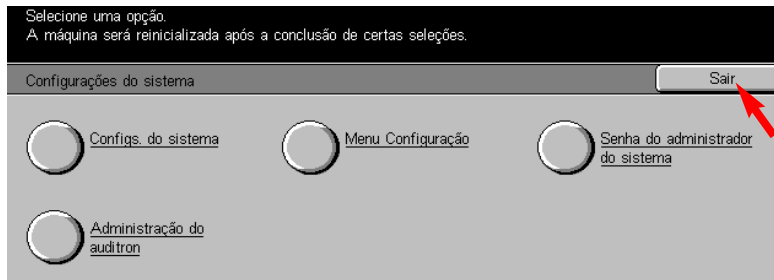 Selecione uma opção.
A máquina será reinicializada após a conclusão de certas seleções.
Configurações do sistema
Sair
Configs. do sistema
Menu Configuração
Senha do administrador
do sistema
Administração do
auditron